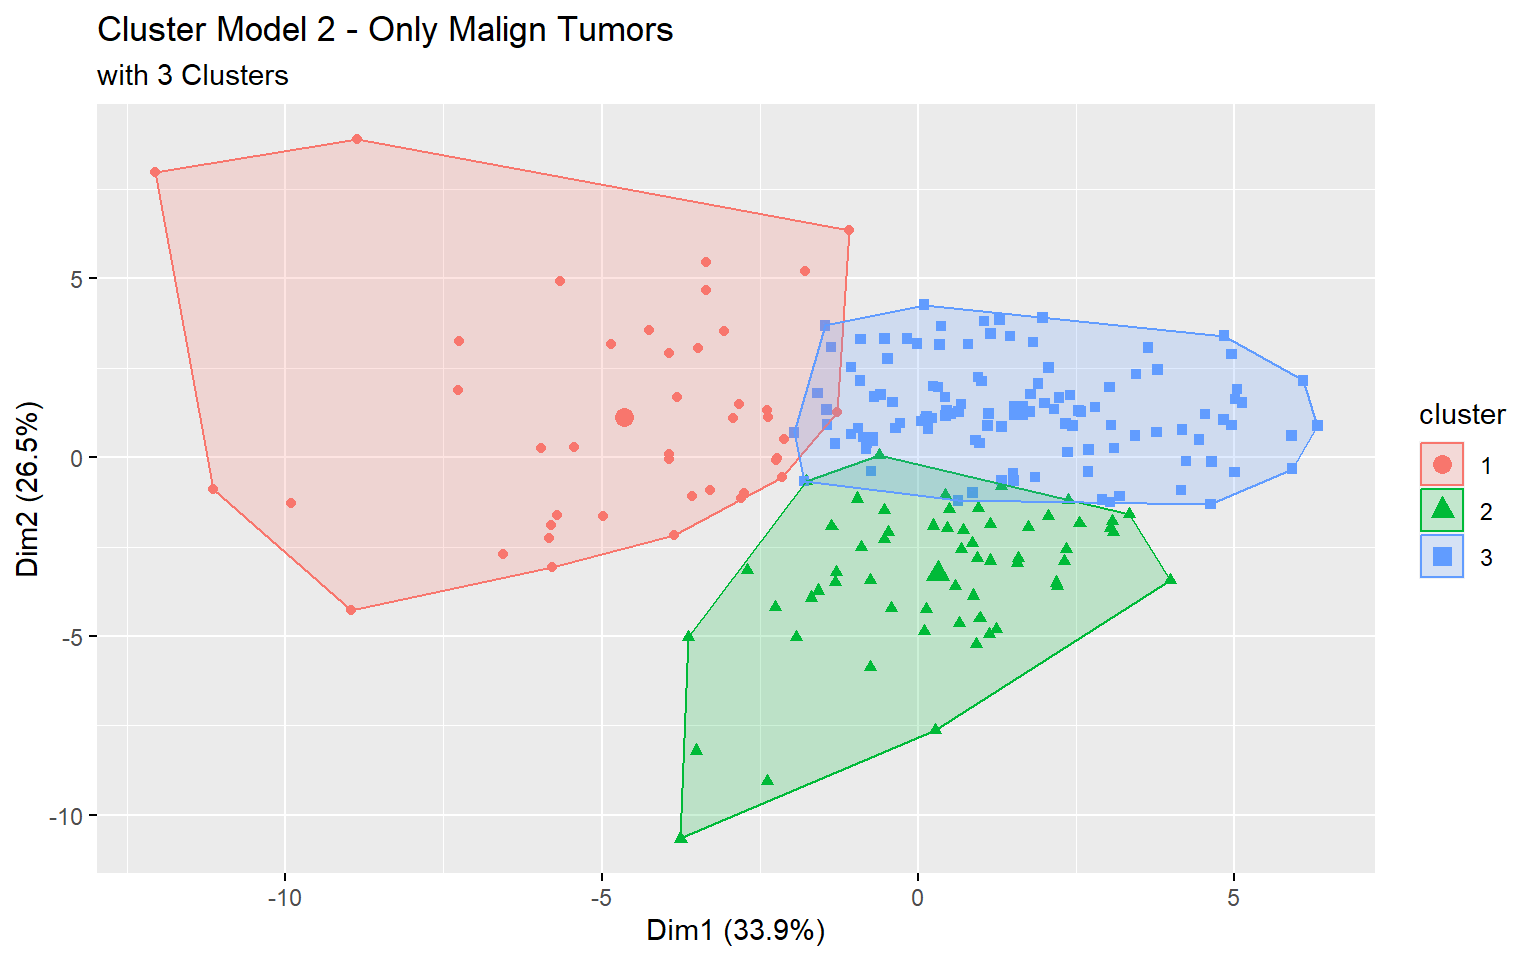 Cluster Model 2 - Only Malign Tumors
with 3 Clusters
Dim2 (26.5%)
5
0
-5
-10
-10
-5
0
5
Dim1 (33.9%)
cluster
1
2
3